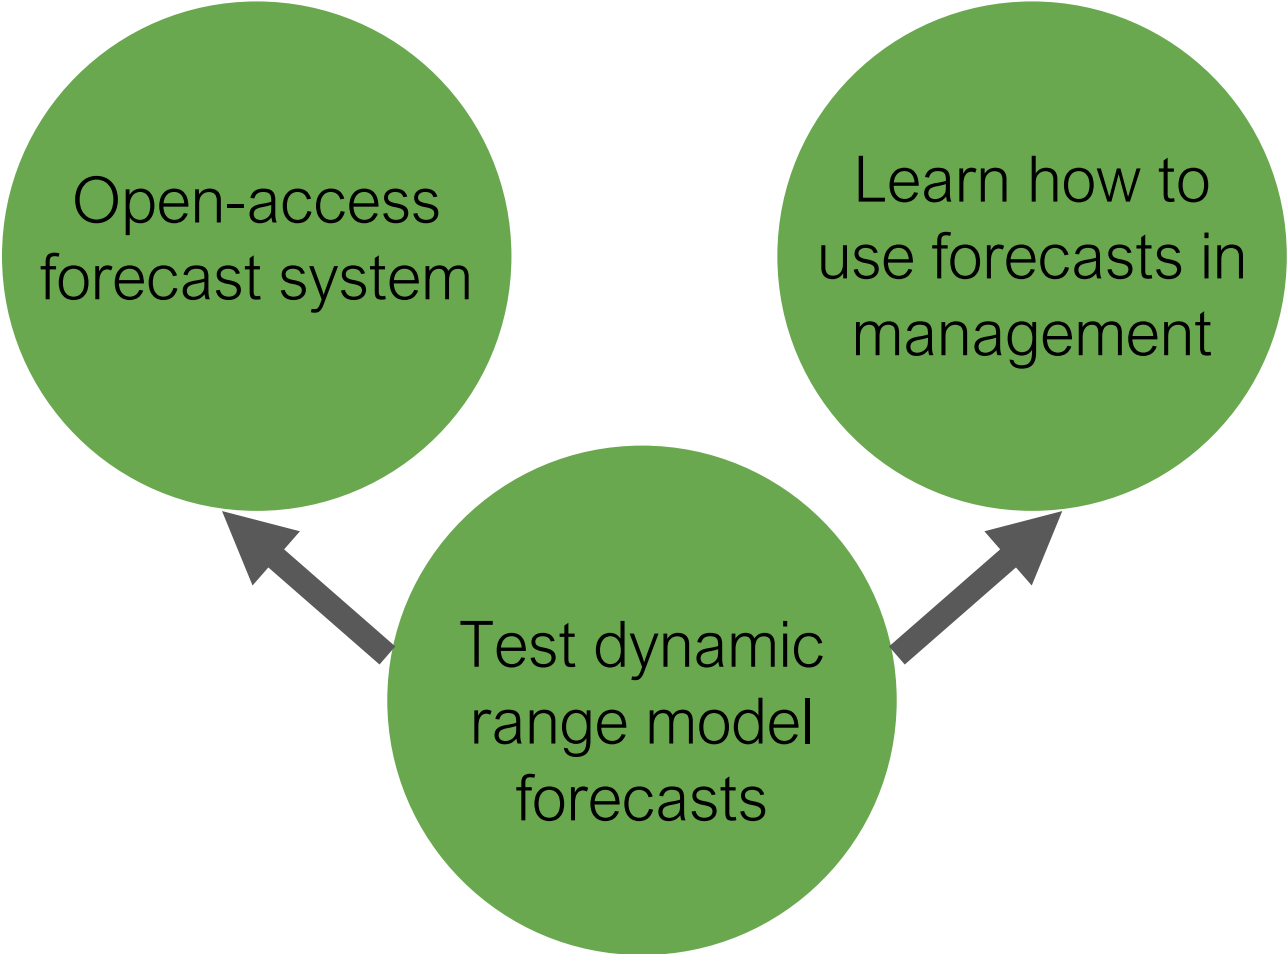 Open-access
forecast system
Learn how to
use forecasts in
management
Test dynamic
range model
forecasts